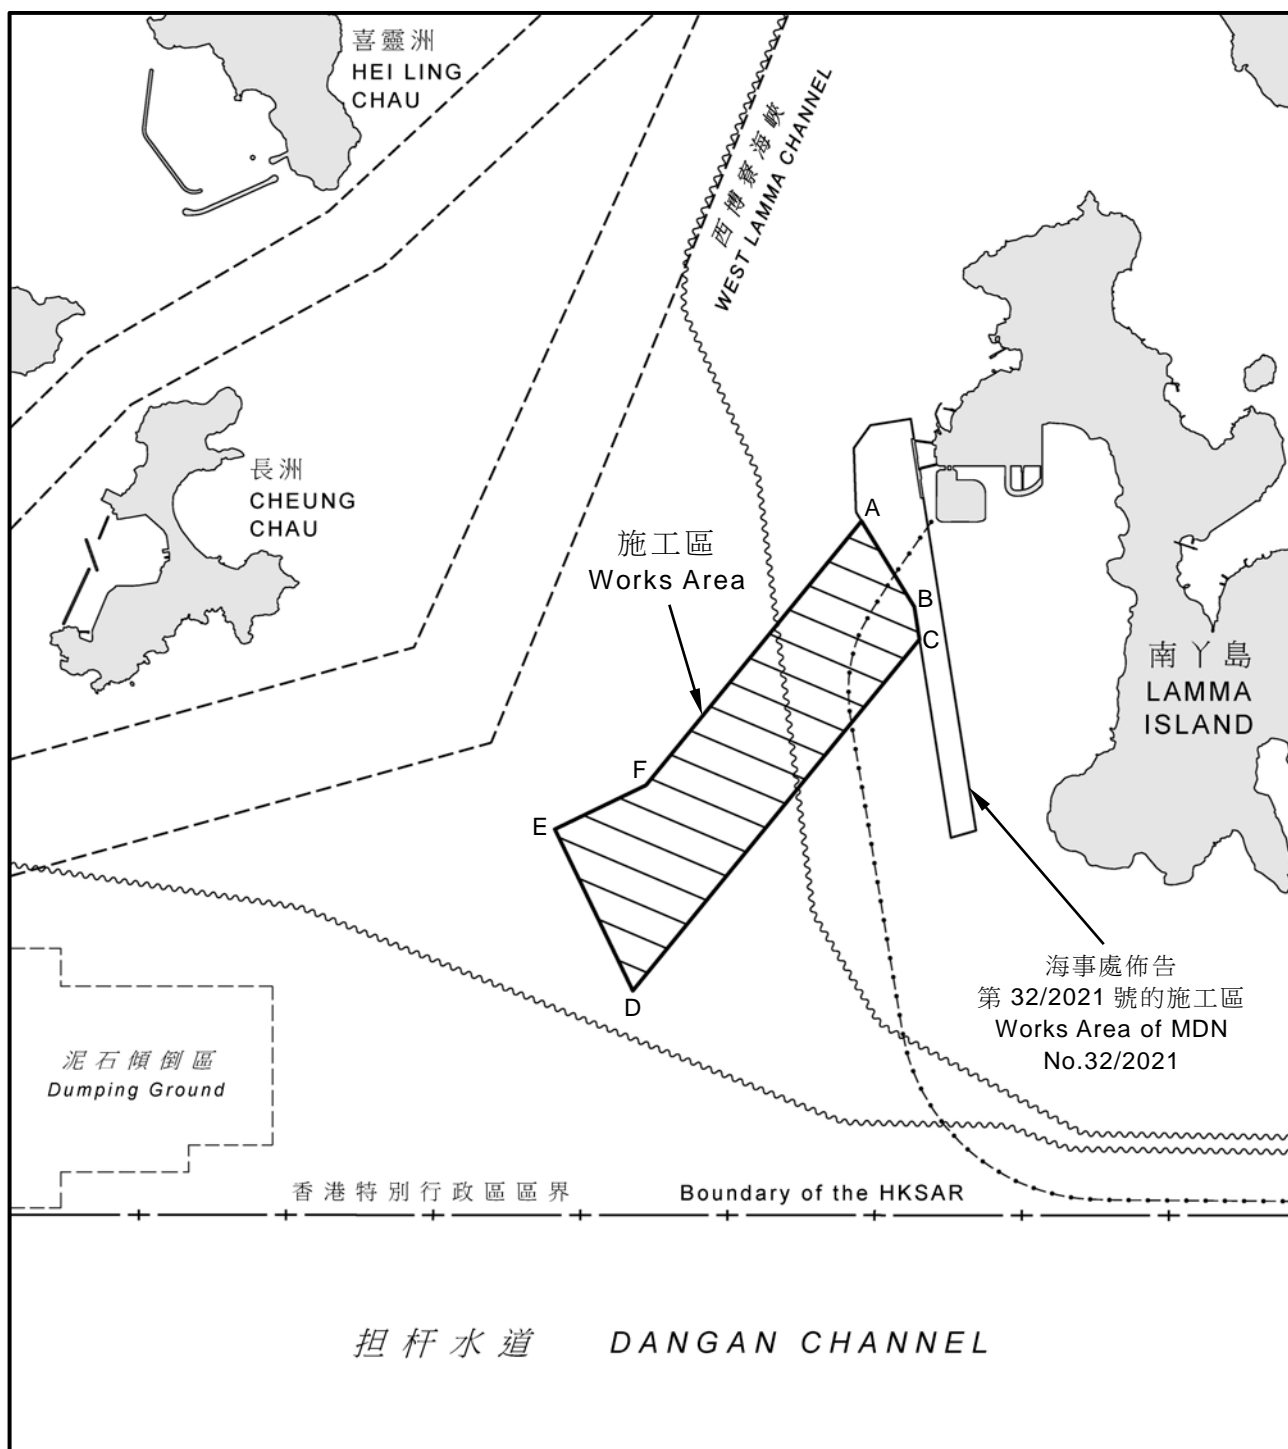 喜靈洲
HEI LING
CHAU
西博寮海峽
WEST LAMMA CHANNEL
長洲
CHEUNG
CHAU
施工區
Works Area
A
B
C
南丫島
LAMMA
ISLAND
F
E
D
海事處佈告
第 32/2021 號的施工區
Works Area of MDN
No.32/2021
泥石傾倒區
Dumping Ground
香港特別行政區區界 Boundary of the HKSAR
担杆水道 DANGAN CHANNEL